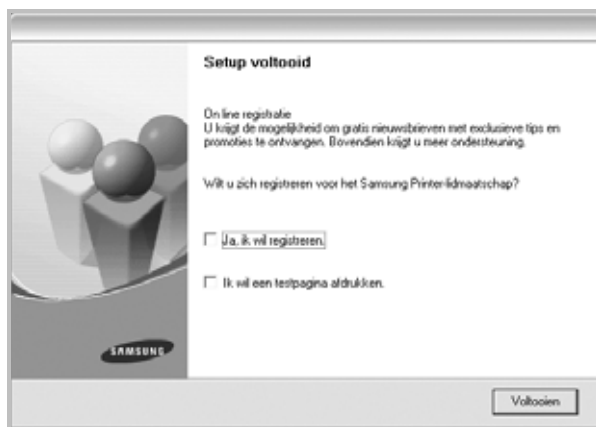 Setup voltooid
On line registratie
U krijgt de mogelijkheid om gratis nieuwsbrieven met exclusieve tips en
promoties te ontvangen. Bovendien krijgt u meer ondersteuning.
Wilt u zich registreren voor het Samsung Printer-lidmaatschap?
Ja, ik wil registreren.
Ik wil een testpagina afdrukken.
SAMSUNG
Voltooien